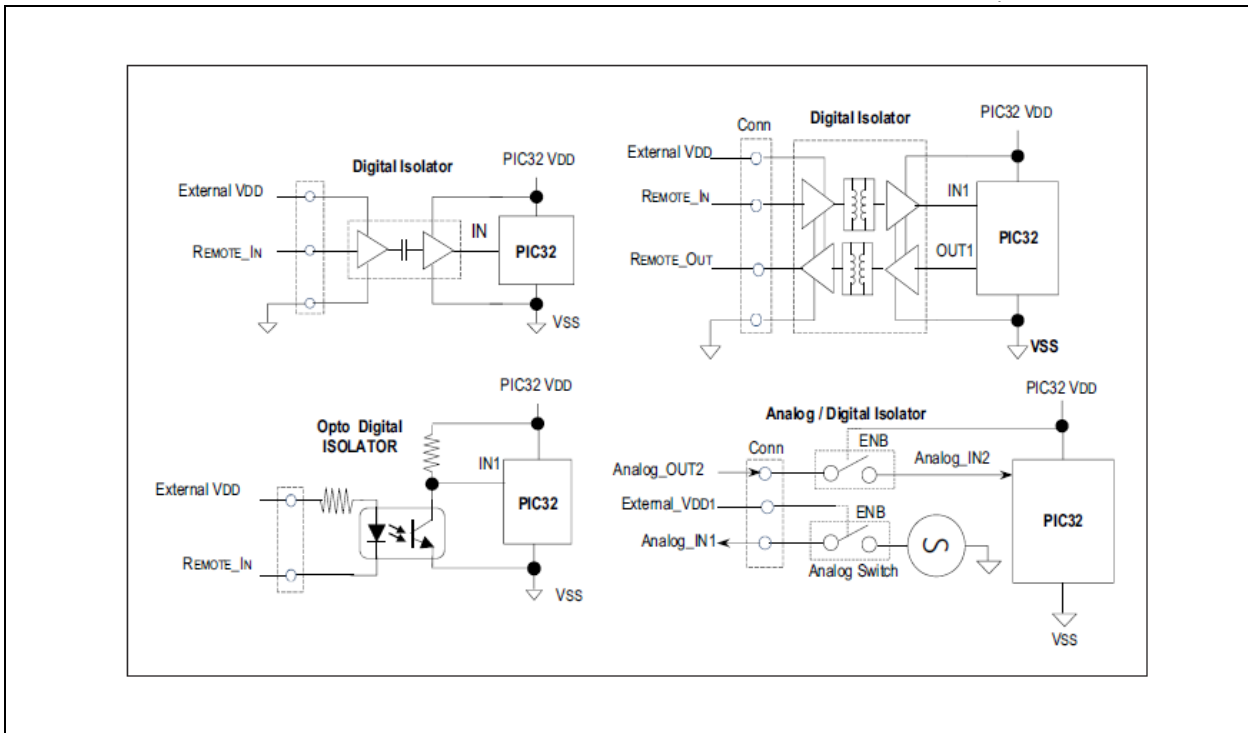 Digital Isolator
PIC32 VDD
External VDD
REMOTE_IN
IN
PIC32
VSS
Conn
Digital Isolator
PIC32 VDD
External VDD
REMOTE_IN
IN1
PIC32
REMOTE_OUT
OUT1
VSS
PIC32 VDD
Opto Digital
ISOLATOR
IN1
External VDD
PIC32
REMOTE_IN
VSS
PIC32 VDD
Analog / Digital Isolator
Conn
ENB
Analog_OUT2
Analog_IN2
External_VDD1
ENB
PIC32
Analog_IN1
S
Analog Switch
VSS